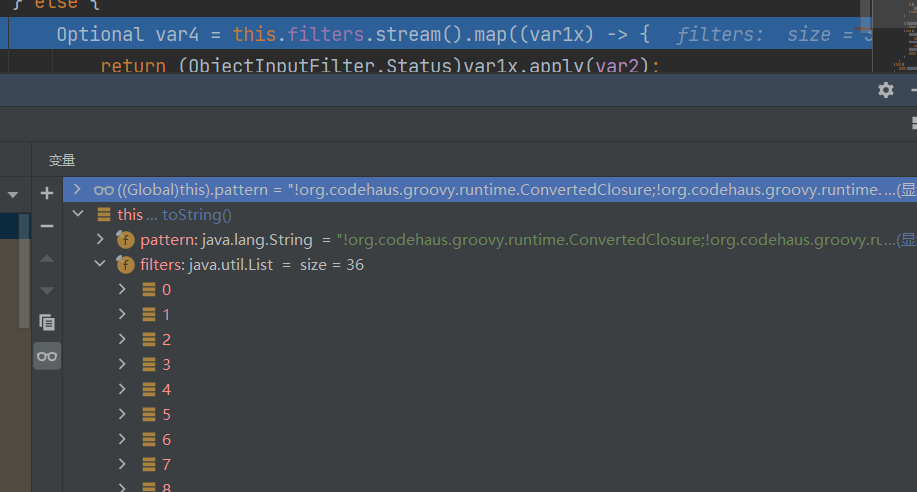 } else {
Optional var4 = this.filters.stream().map((var1x) -> { filters: size = 3
return (ObjectInputFilter.Status)var1x.apply(var2);
变量
((Global)this).pattern = "!org.codehaus.groovy.runtime.ConvertedClosure;!org.codehaus.groovy.runtime. ...(显
this ... toString()
pattern: java.lang.String = "!org.codehaus.groovy.runtime.ConvertedClosure;!org.codehaus.groovy.ru ...(显
filters: java.util.List = size = 36
0
1
2
3
4
5
6
7
8